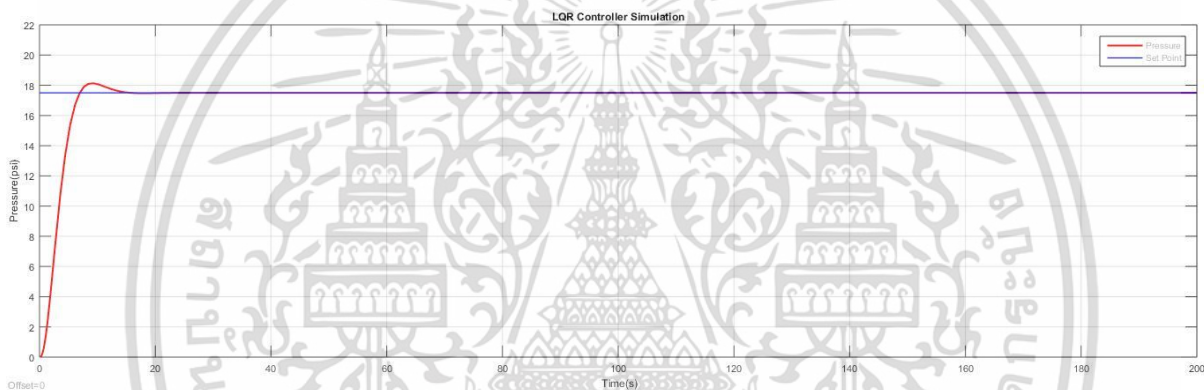 LQR Controller Simulation
22
20
18
16
14
12
10
8
6
4
2
0
Pressure(psi)
Pressure
Set Point
0 20 40 60 80 100 120 140 160 180 200
Time(s)
Offset=0